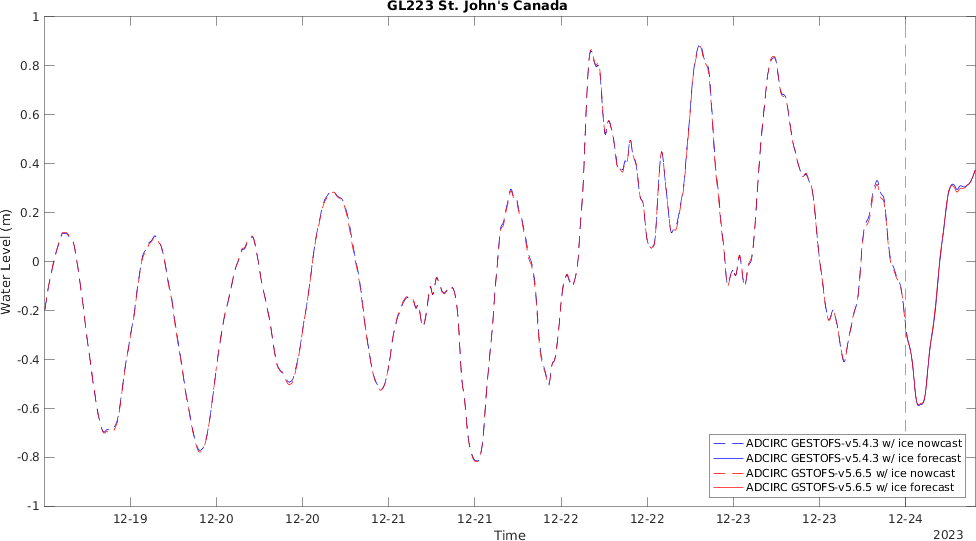 GL223 St. John's Canada
1
0.8
0.6
0.4
0.2
0
-0.2
-0.4
-0.6
-0.8
-1
Water Level (m)
ADCIRC GESTOFS-v5.4.3 w/ ice nowcast
ADCIRC GESTOFS-v5.4.3 w/ ice forecast
ADCIRC GSTOFS-v5.6.5 w/ ice nowcast
ADCIRC GSTOFS-v5.6.5 w/ ice forecast
12-19 12-20 12-20 12-21 12-21 12-22 12-22 12-23 12-23 12-24
Time
2023